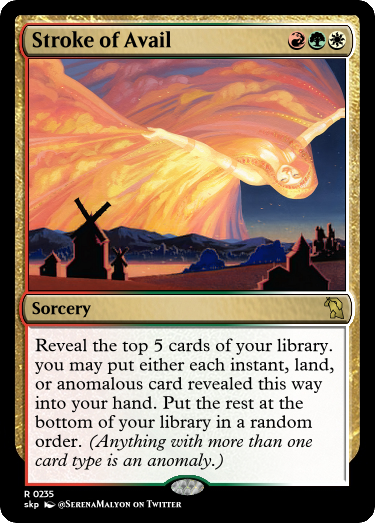 Stroke of Avail
Sorcery
Reveal the top 5 cards of your library.
you may put either each instant, land,
or anomalous card revealed this way
into your hand. Put the rest at the
bottom of your library in a random
order. (Anything with more than one
card type is an anomaly.)
R 0235
skp @SerenaMalyon on Twitter